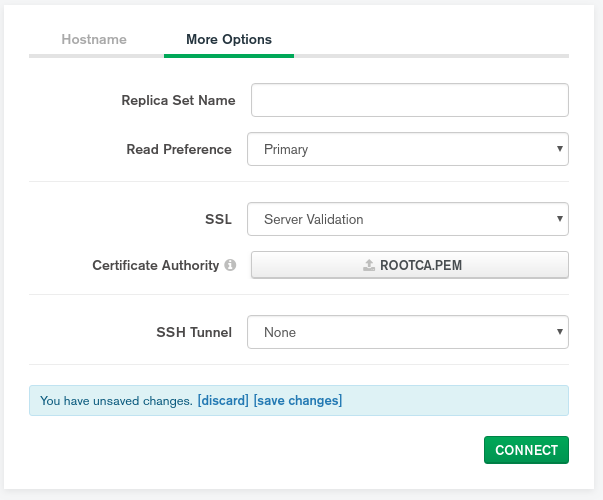 Hostname More Options
Replica Set Name
Read Preference Primary
SSL Server Validation
Certificate Authority ROOTCA.PEM
SSH Tunnel None
You have unsaved changes. [discard] [save changes]
CONNECT